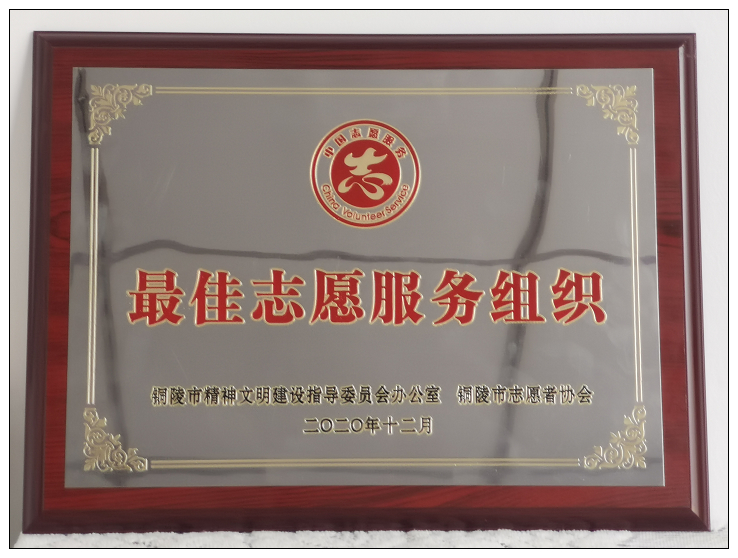 中国志愿服务
志
China Volunteer Service
最佳志愿服务组织
铜陵市精神文明建设指导委员会办公室 铜陵市志愿者协会
二〇二〇年十二月